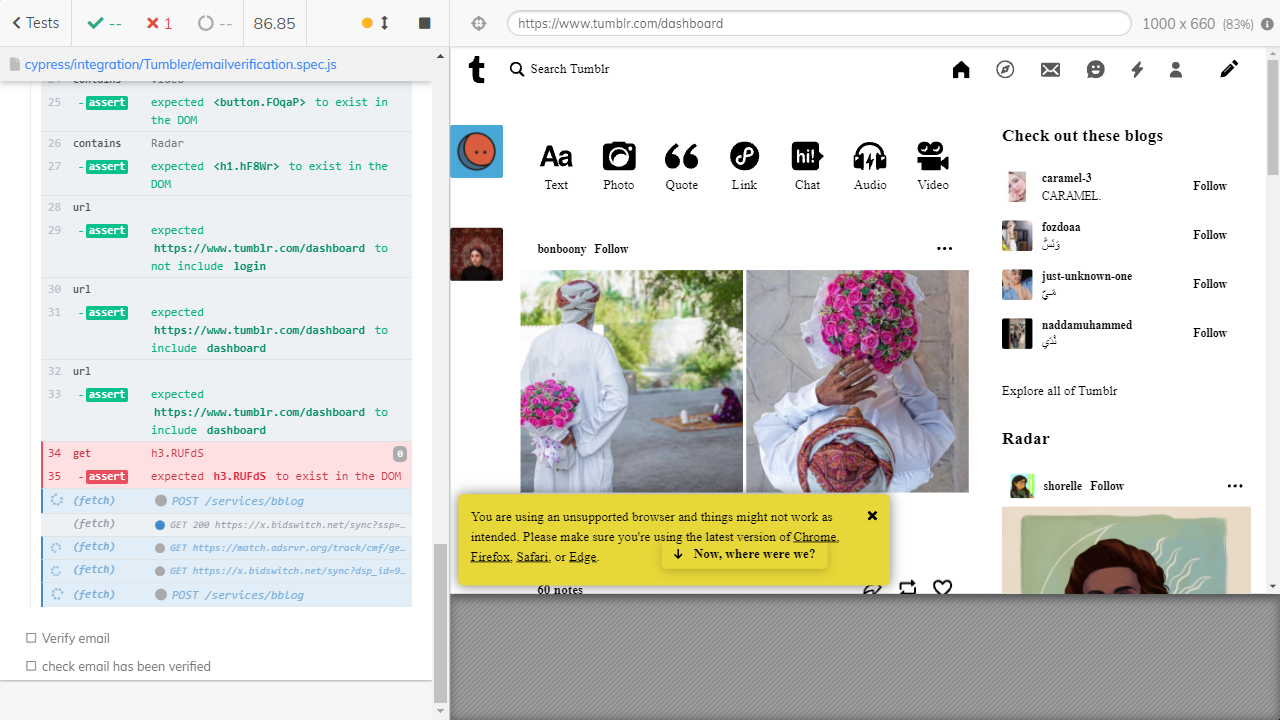 Tests
--
1
--
86.85
https://www.tumblr.com/dashboard
1000 x 660 (83%)
cypress/integration/Tumbler/emailverification.spec.js
25 - assert expected <button.FOqaP> to exist in
the DOM
26 contains Radar
27 - assert expected <h1.hF8Wr> to exist in the
DOM
28 url
29 - assert expected
https://www.tumblr.com/dashboard to
not include login
30 url
31 - assert expected
https://www.tumblr.com/dashboard to
include dashboard
32 url
33 - assert expected
https://www.tumblr.com/dashboard to
include dashboard
34 get h3.RUFdS 0
35 - assert expected h3.RUFdS to exist in the DOM
(fetch) POST /services/bblog
(fetch) GET 200 https://x.bidswitch.net/sync?ssp=…
(fetch) GET https://match.adsrvr.org/track/cmf/ge…
(fetch) GET https://x.bidswitch.net/sync?dsp_id=9…
(fetch) POST /services/bblog
Verify email
check email has been verified
t
Search Tumblr
Aa
hi!
Text Photo Quote Link Chat Audio Video
bonboony Follow
You are using an unsupported browser and things might not work as
intended. Please make sure you're using the latest version of Chrome,
Firefox, Safari, or Edge.
Now, where were we?
60 notes
Check out these blogs
caramel-3
CARAMEL.
Follow
fozdoaa
Follow
just-unknown-one
Follow
naddamuhammed
Follow
Explore all of Tumblr
Radar
shorelle Follow